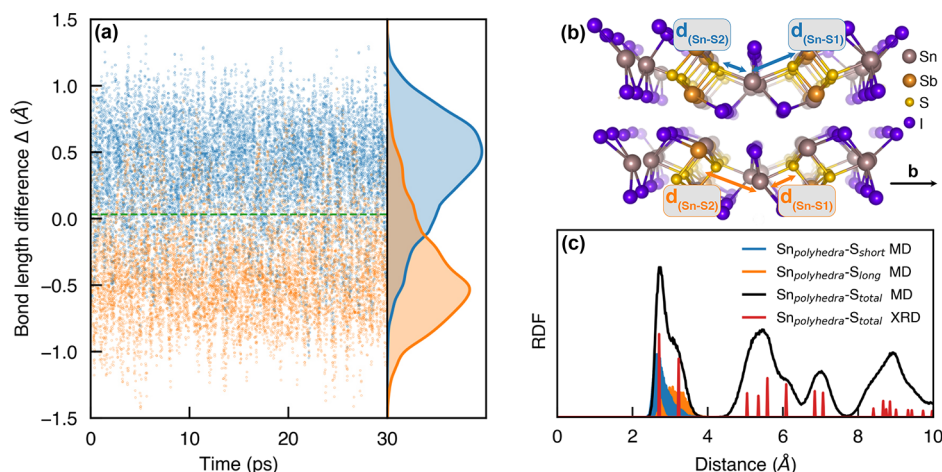 (a)
Bond length difference Δ (Å)
1.5
1.0
0.5
0.0
−0.5
−1.0
−1.5
0
10
20
30
Time (ps)
(b)
d(Sn-S2)
d(Sn-S1)
Sn
Sb
S
I
b
d(Sn-S2)
d(Sn-S1)
(c)
RDF
Snpolyhedra-Sshort MD
Snpolyhedra-Slong MD
Snpolyhedra-Stotal MD
Snpolyhedra-Stotal XRD
0
2
4
6
8
10
Distance (Å)